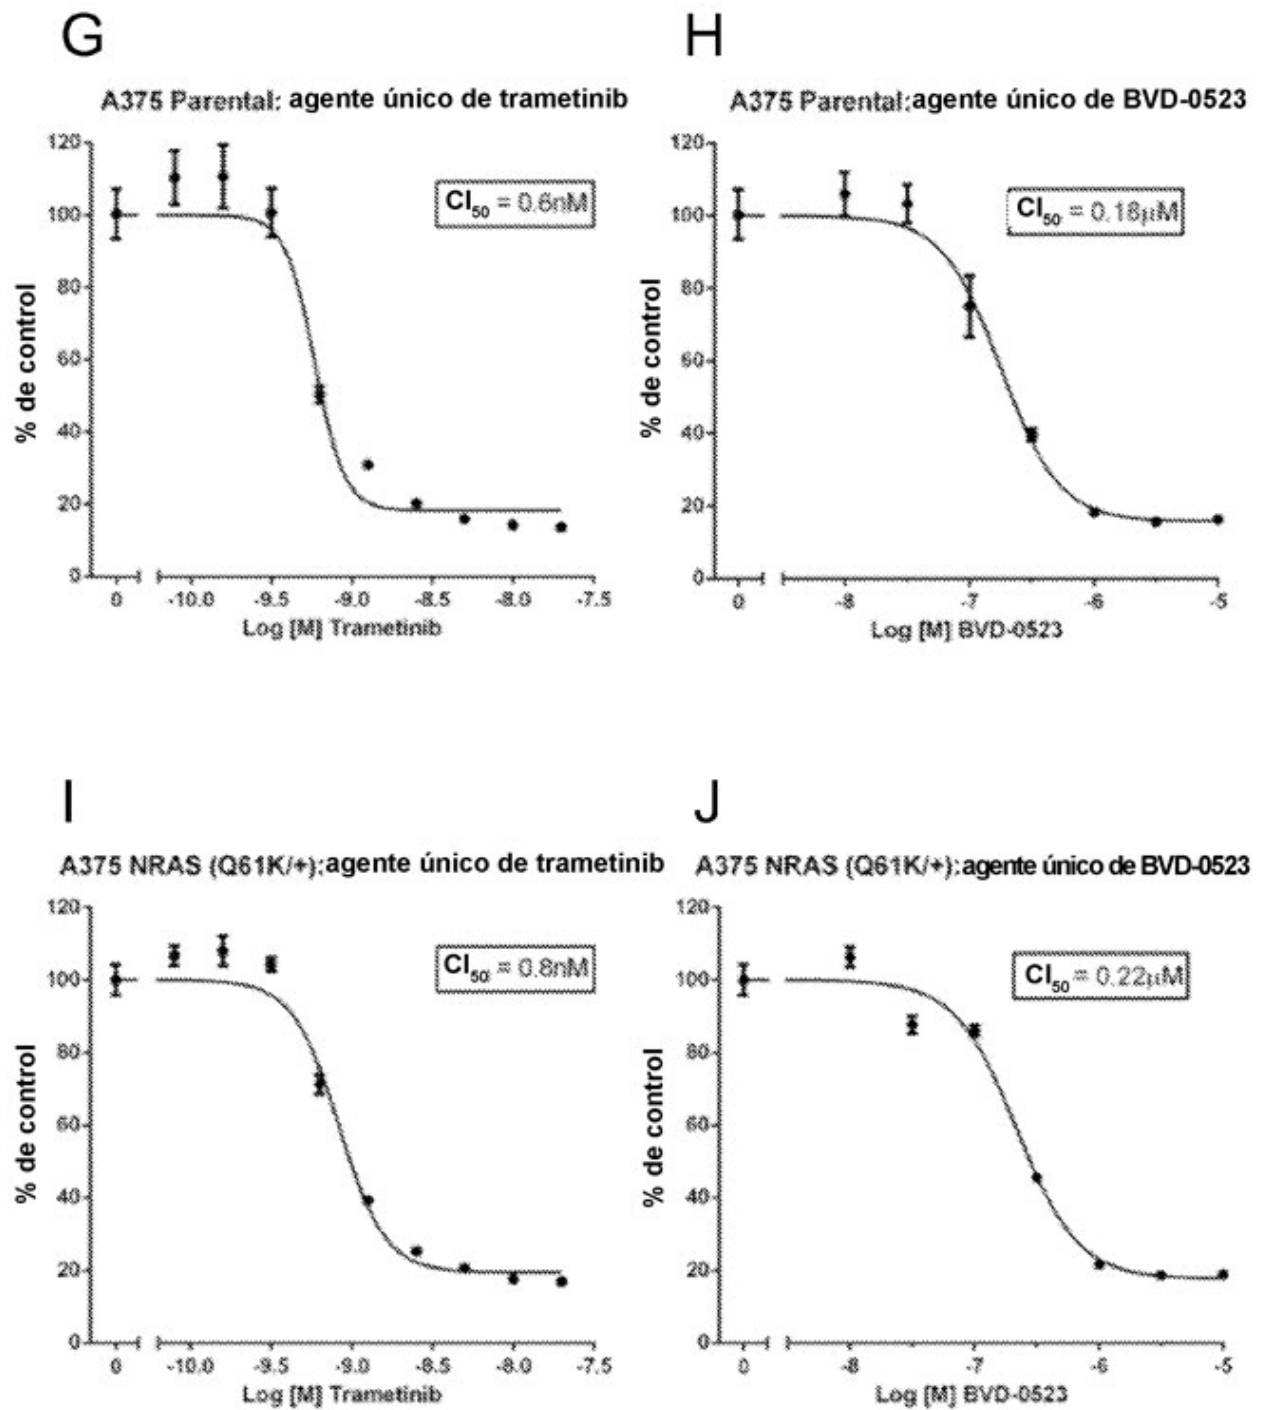 G
A375 Parental: agente único de trametinib
120
100
80
60
40
20
0
% de control
CI50 = 0.6nM
0 -10.0 -9.5 -9.0 -8.5 -8.0 -7.5
Log [M] Trametinib
H
A375 Parental:agente único de BVD-0523
120
100
80
60
40
20
0
% de control
CI50 = 0.18µM
0 -8 -7 -6 -5
Log [M] BVD-0523
I
A375 NRAS (Q61K/+):agente único de trametinib
120
100
80
60
40
20
0
% de control
CI50 = 0.8nM
0 -10.0 -9.5 -9.0 -8.5 -8.0 -7.5
Log [M] Trametinib
J
A375 NRAS (Q61K/+):agente único de BVD-0523
120
100
80
60
40
20
0
% de control
CI50 = 0.22µM
0 -8 -7 -6 -5
Log [M] BVD-0523